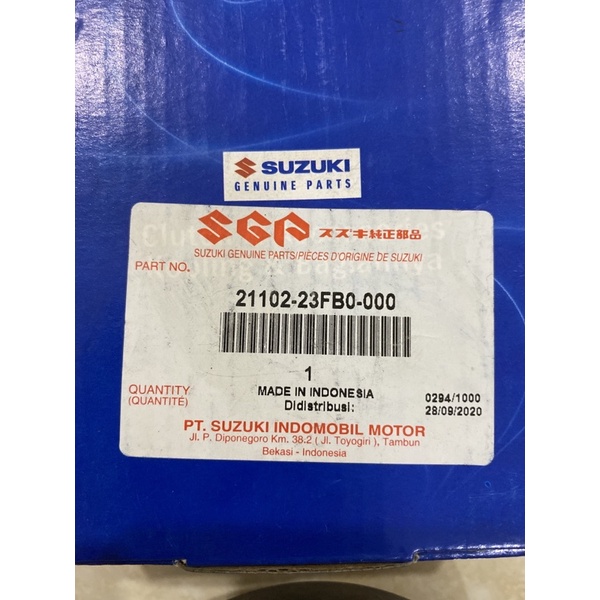 SUZUKI
GENUINE PARTS
SGP スズキ純正部品
SUZUKI GENUINE PARTS/PIÈCES D'ORIGINE DE SUZUKI
PART NO.
21102-23FB0-000
1
QUANTITY
(QUANTITÉ)
MADE IN INDONESIA
Didistribusi:
0294/1000
28/09/2020
PT. SUZUKI INDOMOBIL MOTOR
Jl. P. Diponegoro Km. 38.2 ( Jl. Toyogiri ), Tambun
Bekasi - Indonesia